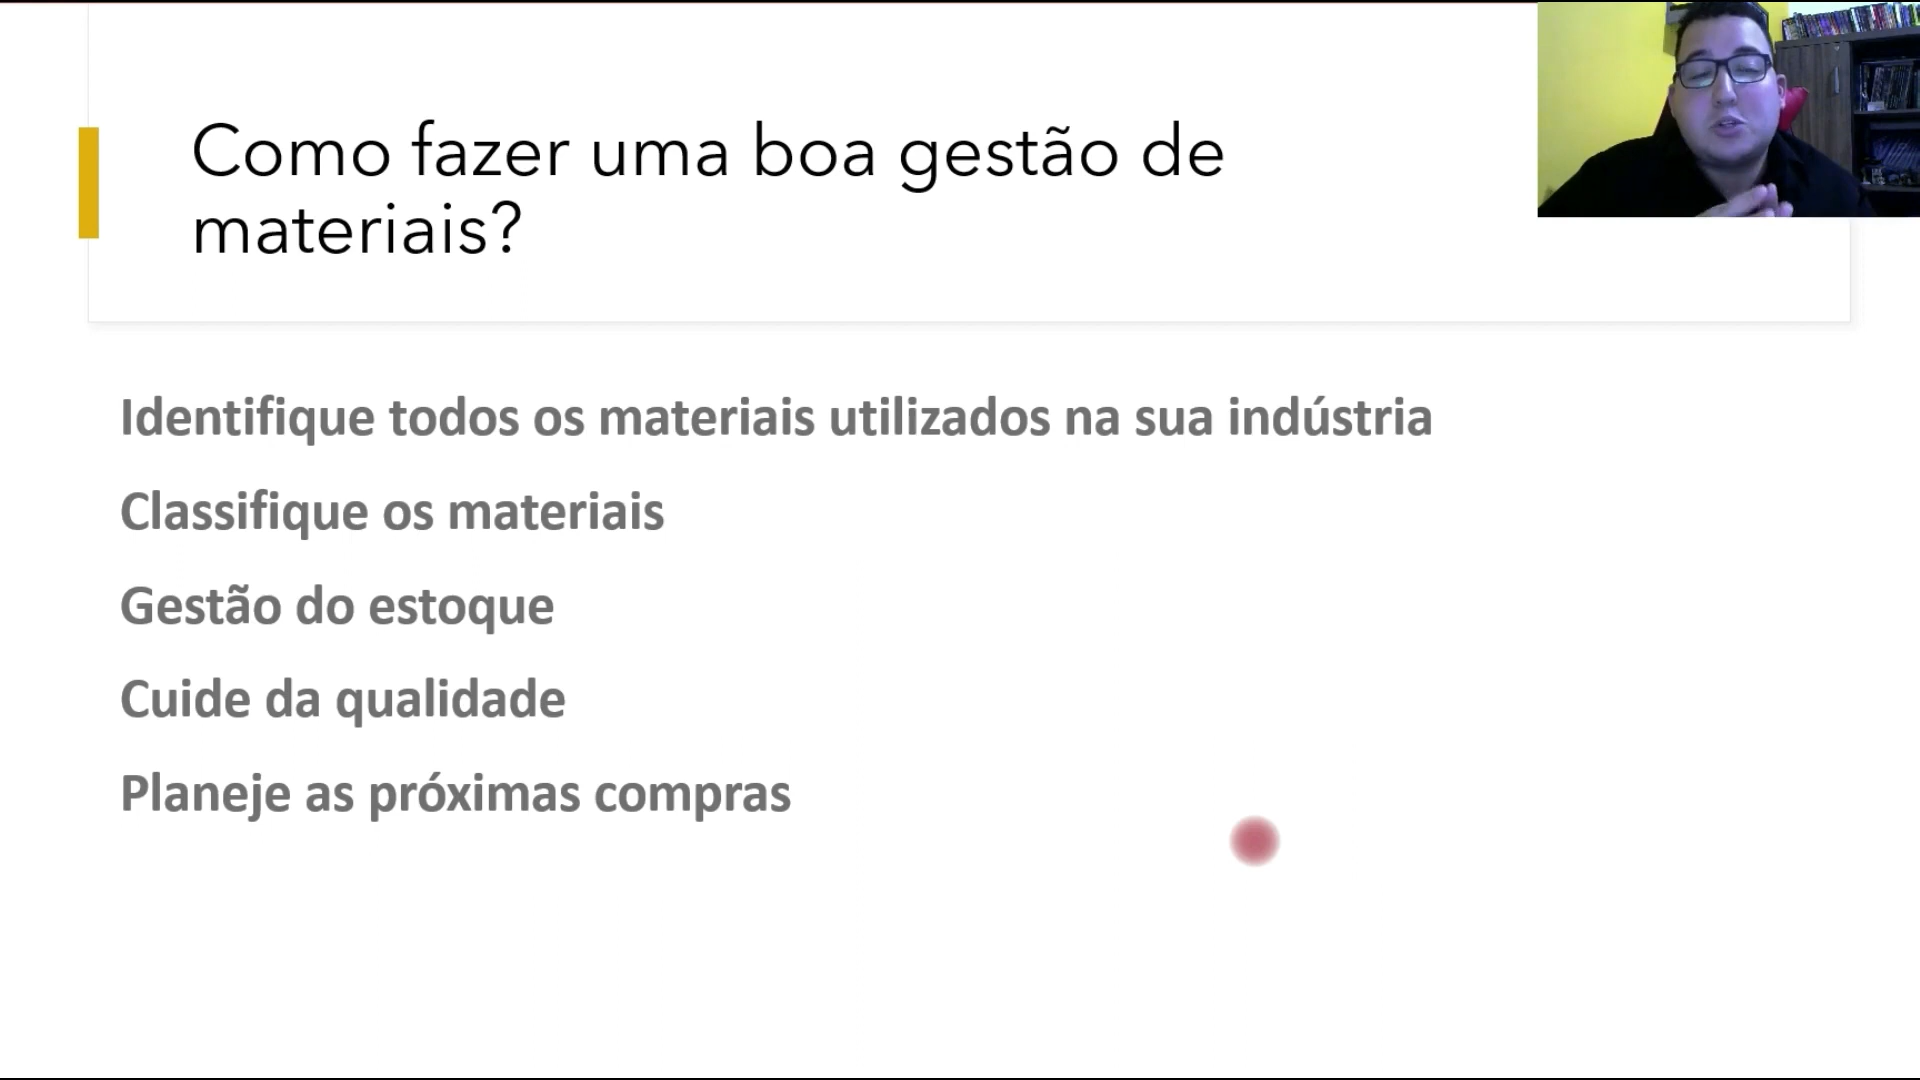 Como fazer uma boa gestão de
materiais?
Identifique todos os materiais utilizados na sua indústria
Classifique os materiais
Gestão do estoque
Cuide da qualidade
Planeje as próximas compras